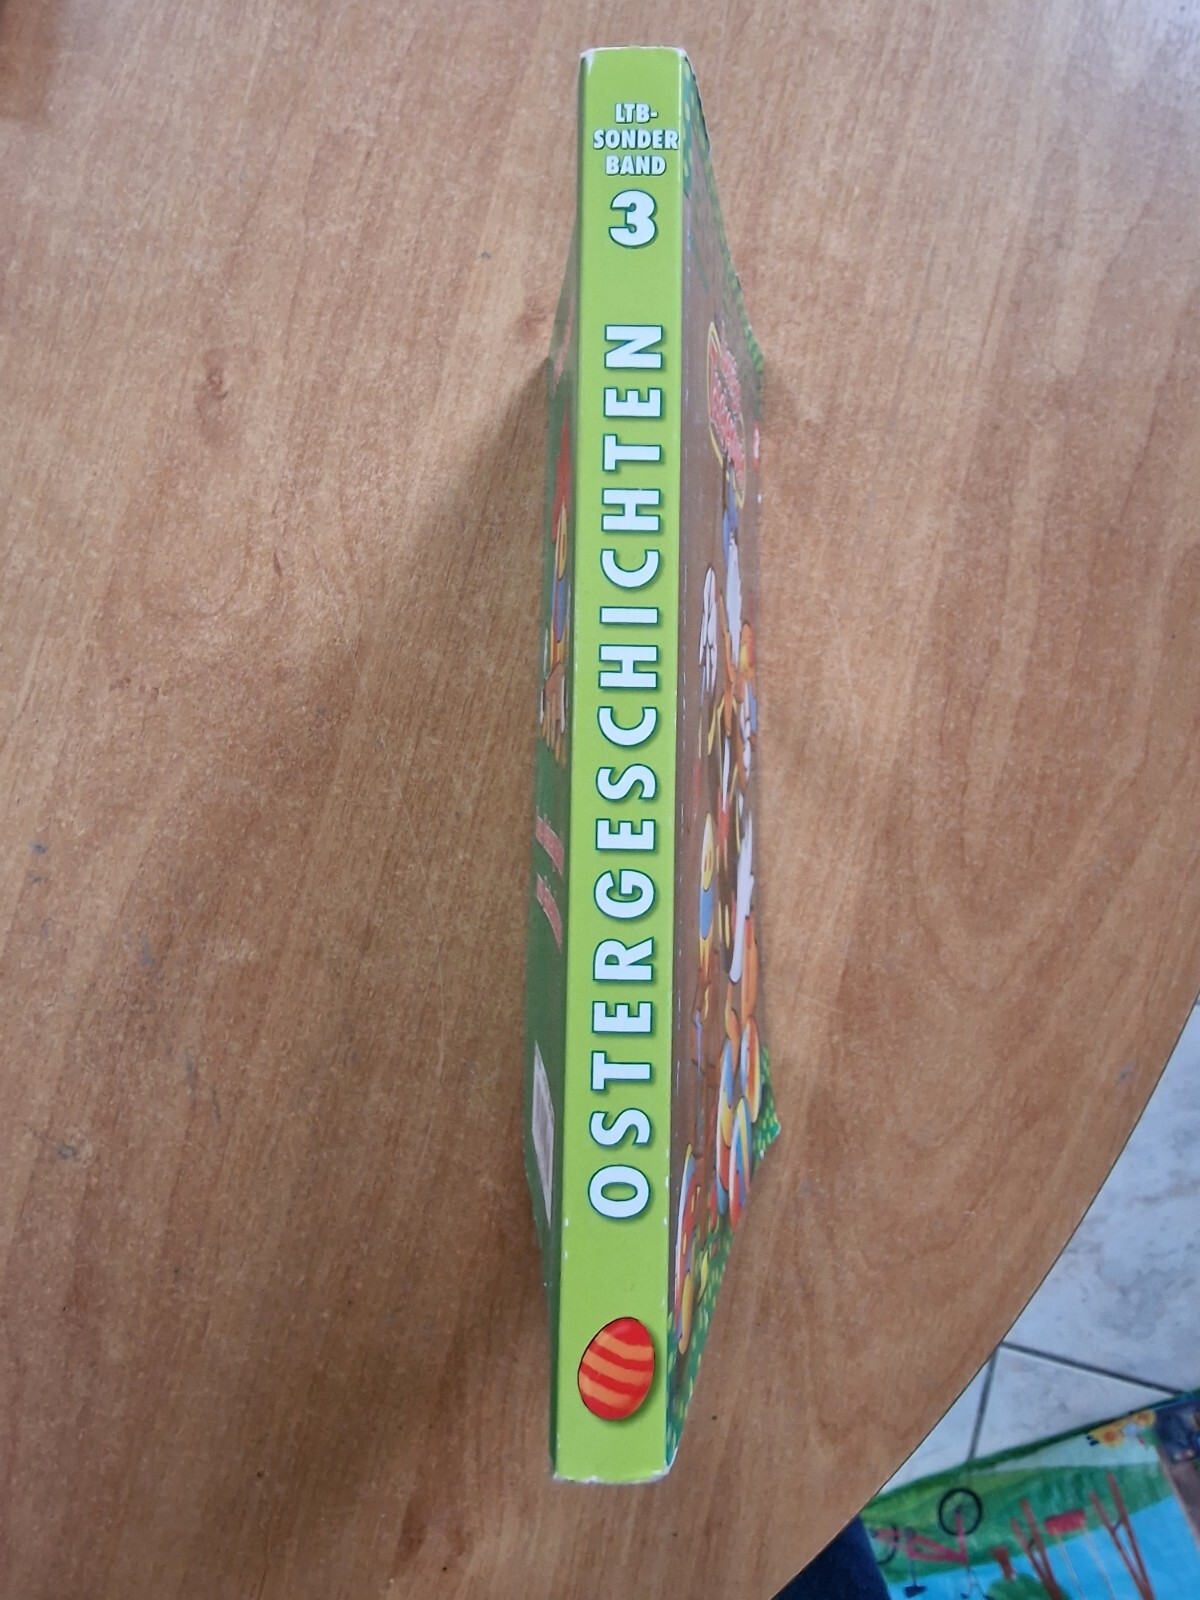 LTB-
SONDER
BAND
3
OSTERGESCHICHTEN